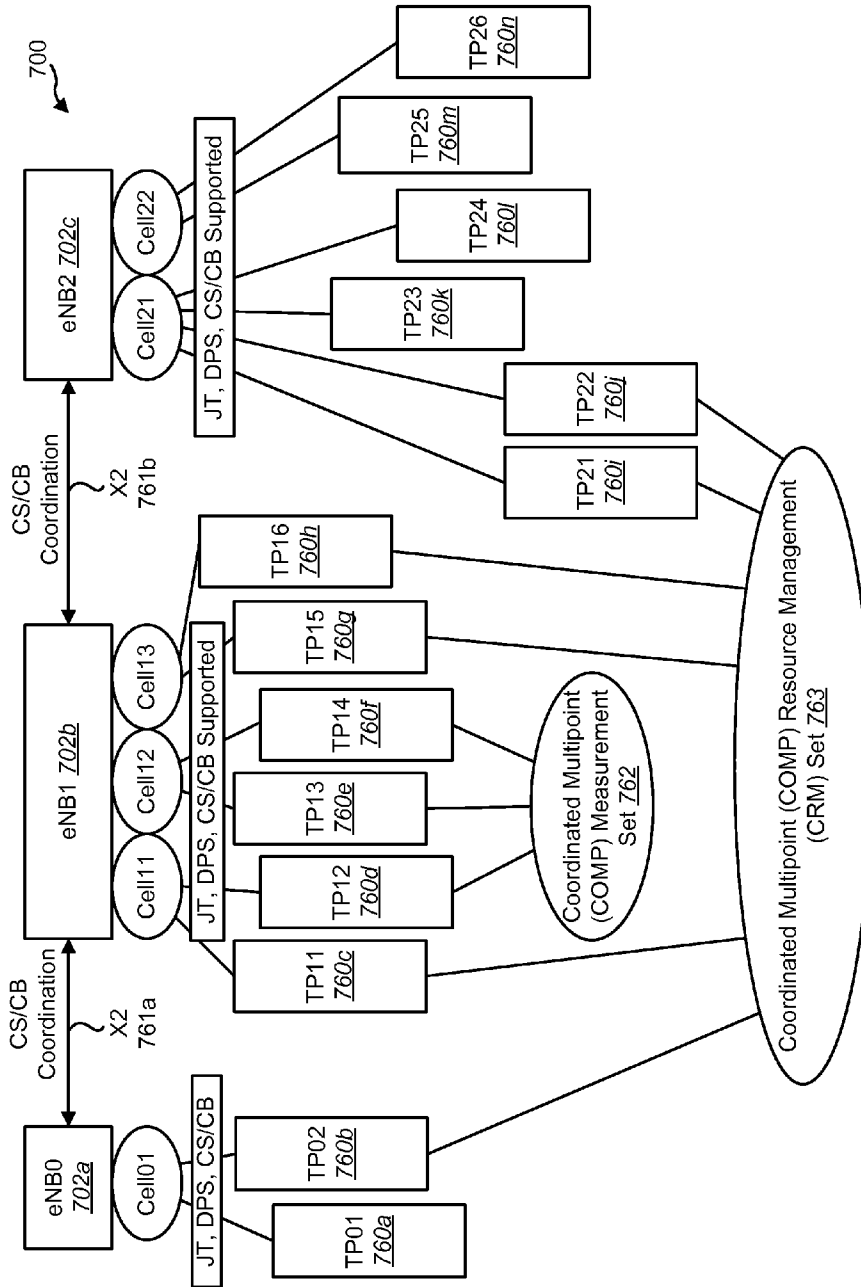 700
eNB0
702a
CS/CB
Coordination
X2
761a
eNB1 702b
CS/CB
Coordination
X2
761b
eNB2 702c
Cell01
Cell11
Cell12
Cell13
Cell21
Cell22
JT, DPS, CS/CB
JT, DPS, CS/CB Supported
JT, DPS, CS/CB Supported
TP01
760a
TP02
760b
TP11
760c
TP12
760d
TP13
760e
TP14
760f
TP15
760g
TP16
760h
TP21
760i
TP22
760j
TP23
760k
TP24
760l
TP25
760m
TP26
760n
Coordinated Multipoint
(COMP) Measurement
Set 762
Coordinated Multipoint (COMP) Resource Management
(CRM) Set 763